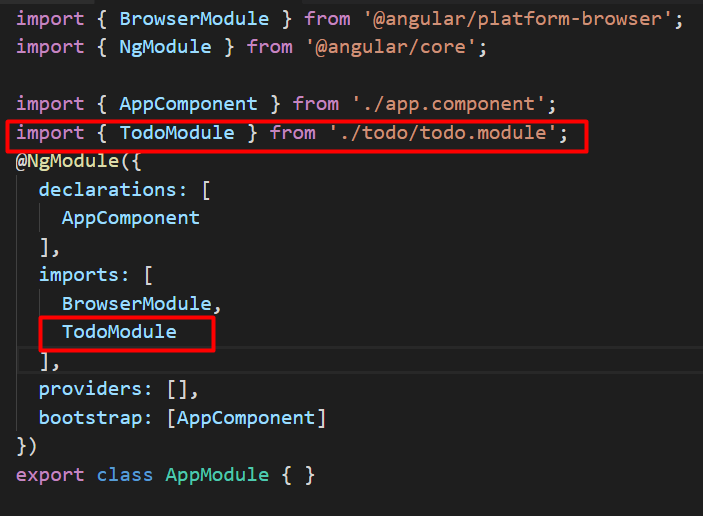 import { BrowserModule } from '@angular/platform-browser';
import { NgModule } from '@angular/core';
import { AppComponent } from './app.component';
import { TodoModule } from './todo/todo.module';
@NgModule({
declarations: [
AppComponent
],
imports: [
BrowserModule,
TodoModule
],
providers: [],
bootstrap: [AppComponent]
})
export class AppModule { }